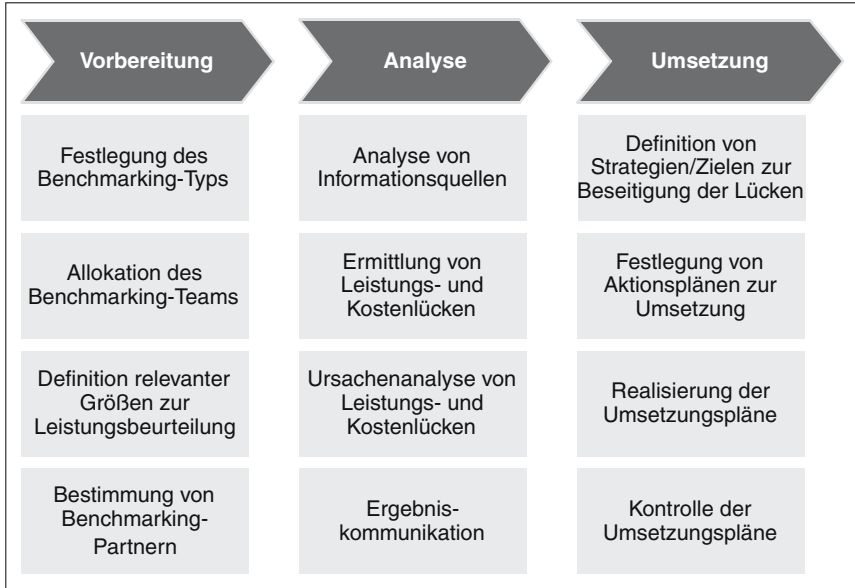 Vorbereitung
Festlegung des
Benchmarking-Typs
Allokation des
Benchmarking-Teams
Definition relevanter
Größen zur
Leistungsbeurteilung
Bestimmung von
Benchmarking-
Partnern
Analyse
Analyse von
Informationsquellen
Ermittlung von
Leistungs- und
Kostenlücken
Ursachenanalyse von
Leistungs- und
Kostenlücken
Ergebnis-
kommunikation
Umsetzung
Definition von
Strategien/Zielen zur
Beseitigung der Lücken
Festlegung von
Aktionsplänen zur
Umsetzung
Realisierung der
Umsetzungspläne
Kontrolle der
Umsetzungspläne